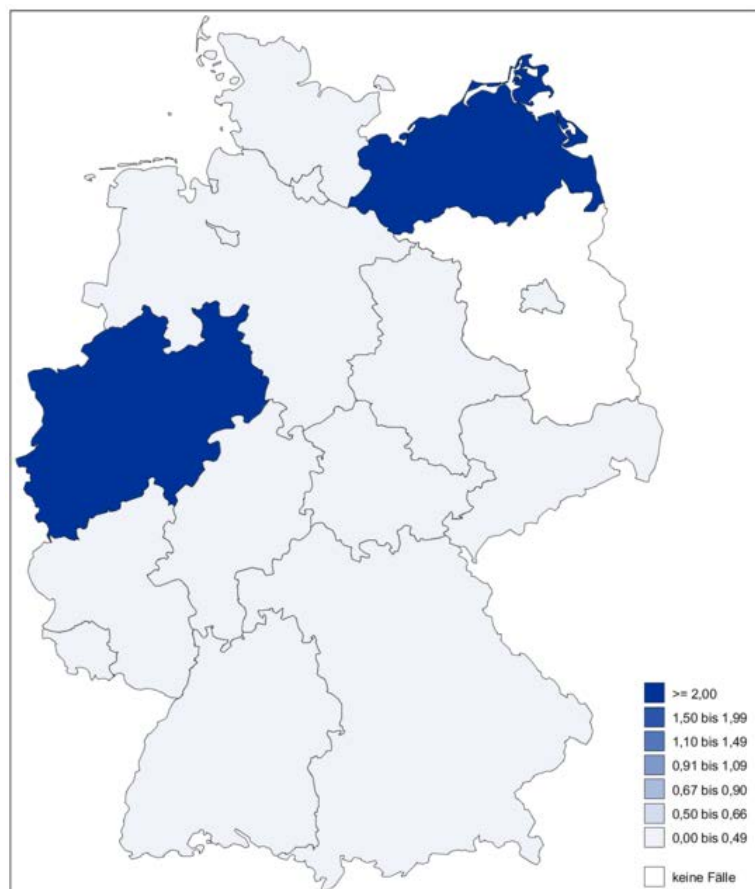 >= 2,00
1,50 bis 1,99
1,10 bis 1,49
0,91 bis 1,09
0,67 bis 0,90
0,50 bis 0,66
0,00 bis 0,49
keine Fälle